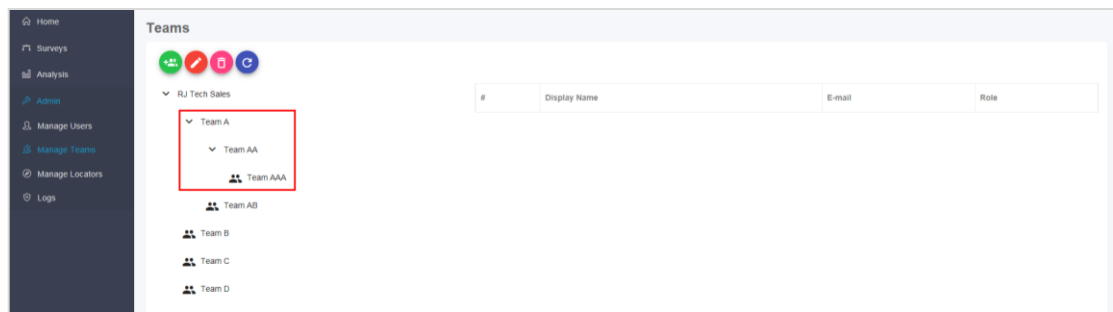 Home
Surveys
Analysis
Admin
Manage Users
Manage Teams
Manage Locators
Logs
Teams
RJ Tech Sales
Team A
Team AA
Team AAA
Team AB
Team B
Team C
Team D
# Display Name E-mail Role